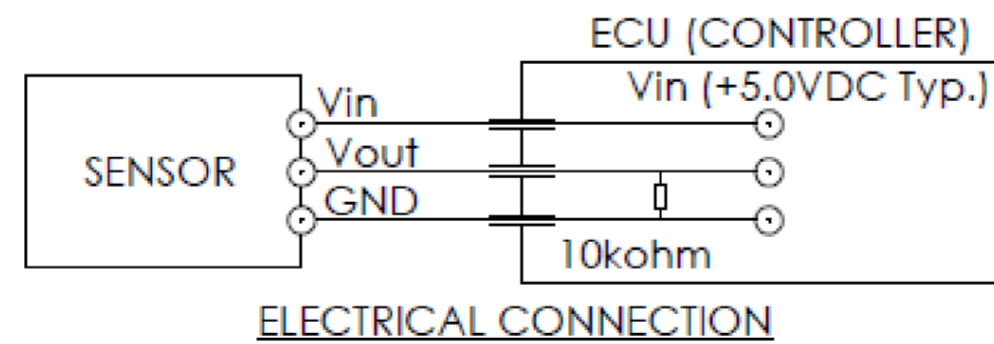 ECU (CONTROLLER)
Vin (+5.0VDC Typ.)
Vin
Vout
SENSOR
GND
10kohm
ELECTRICAL CONNECTION